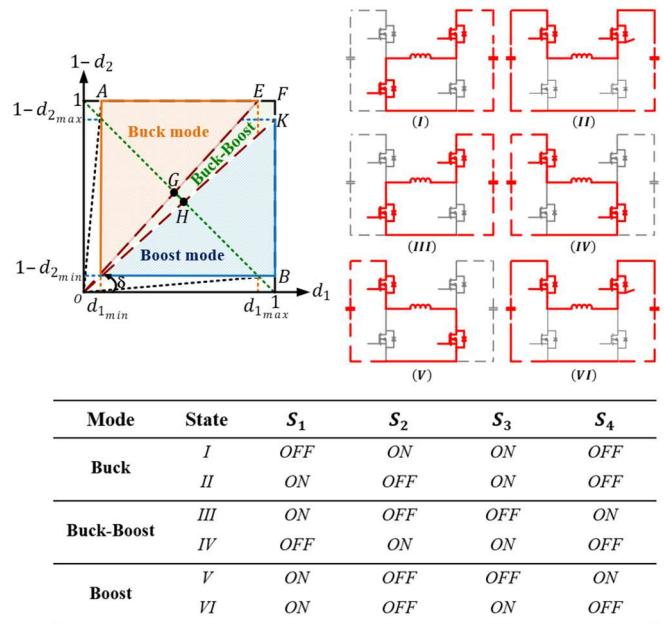 1− d₂
A E F
1
1− d₂ₘₐₓ K
Buck mode
Buck-Boost
G
H
Boost mode
1− d₂ₘᵢₙ δ B
o d₁ₘᵢₙ d₁ₘₐₓ 1 d₁
(I) (II)
(III) (IV)
(V) (VI)
Mode State S₁ S₂ S₃ S₄
Buck I OFF ON ON OFF
II ON OFF ON OFF
Buck-Boost III ON OFF OFF ON
IV OFF ON ON OFF
Boost V ON OFF OFF ON
VI ON OFF ON OFF